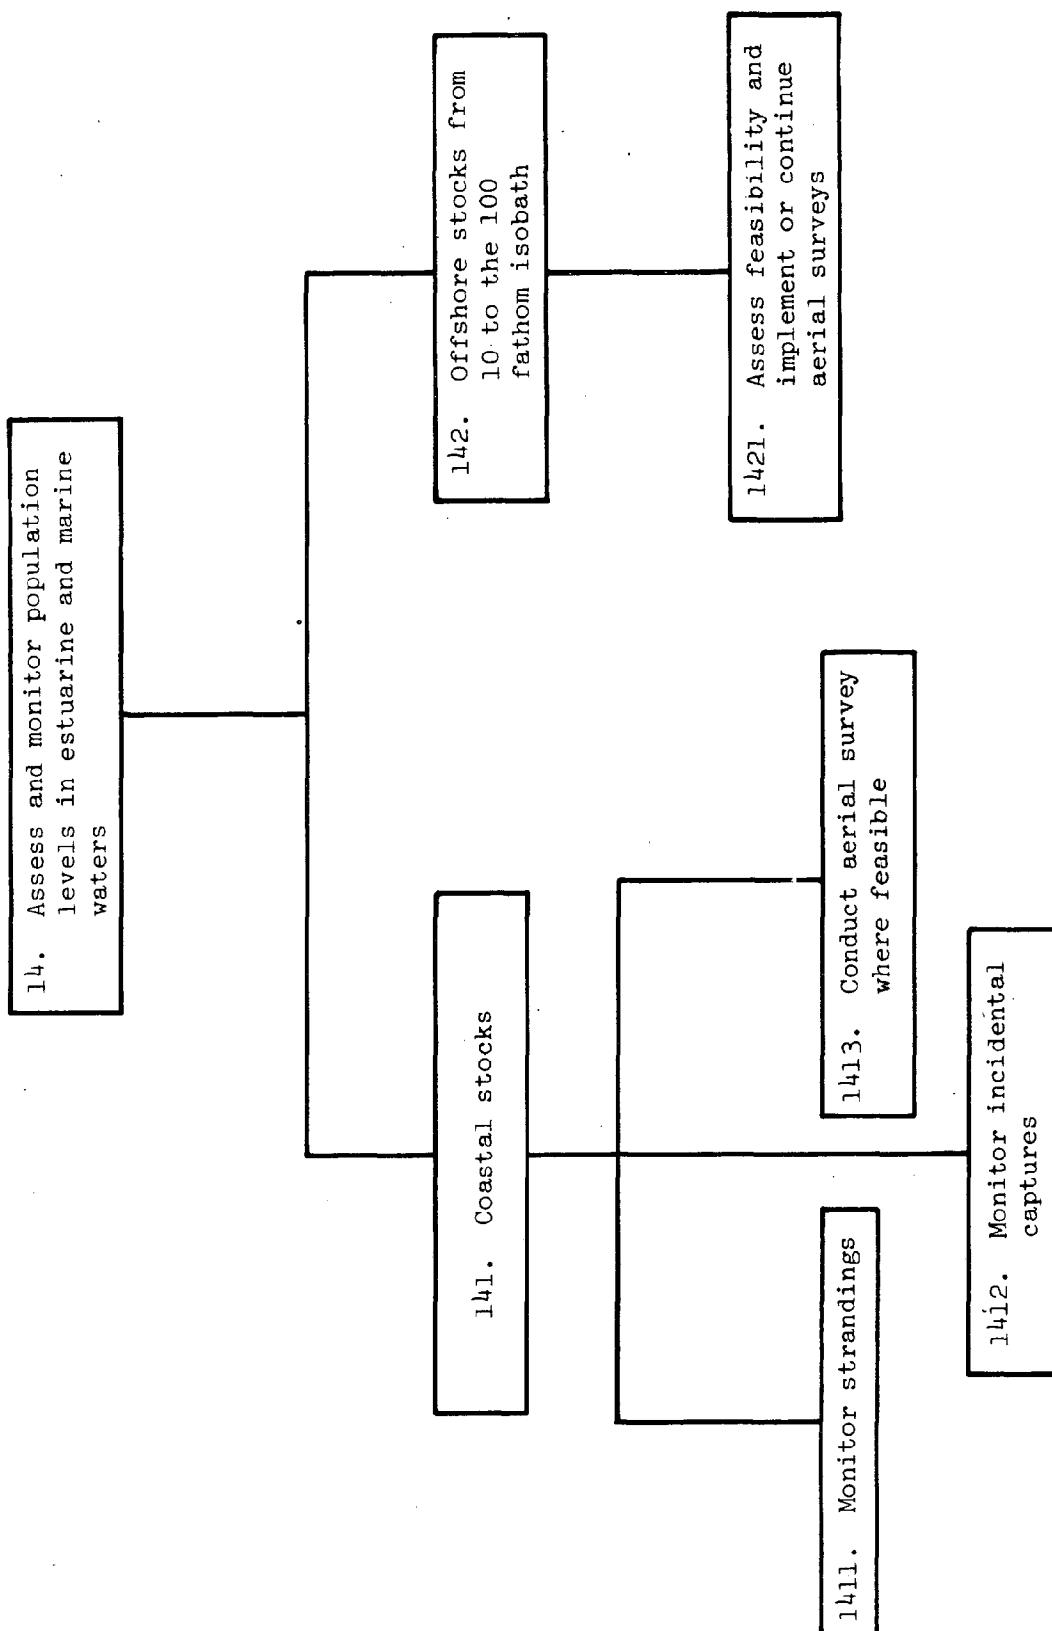 14. Assess and monitor population
levels in estuarine and marine
waters
141. Coastal stocks
142. Offshore stocks from
10 to the 100
fathom isobath
1411. Monitor strandings
1412. Monitor incidental
captures
1413. Conduct aerial survey
where feasible
1421. Assess feasibility and
implement or continue
aerial surveys